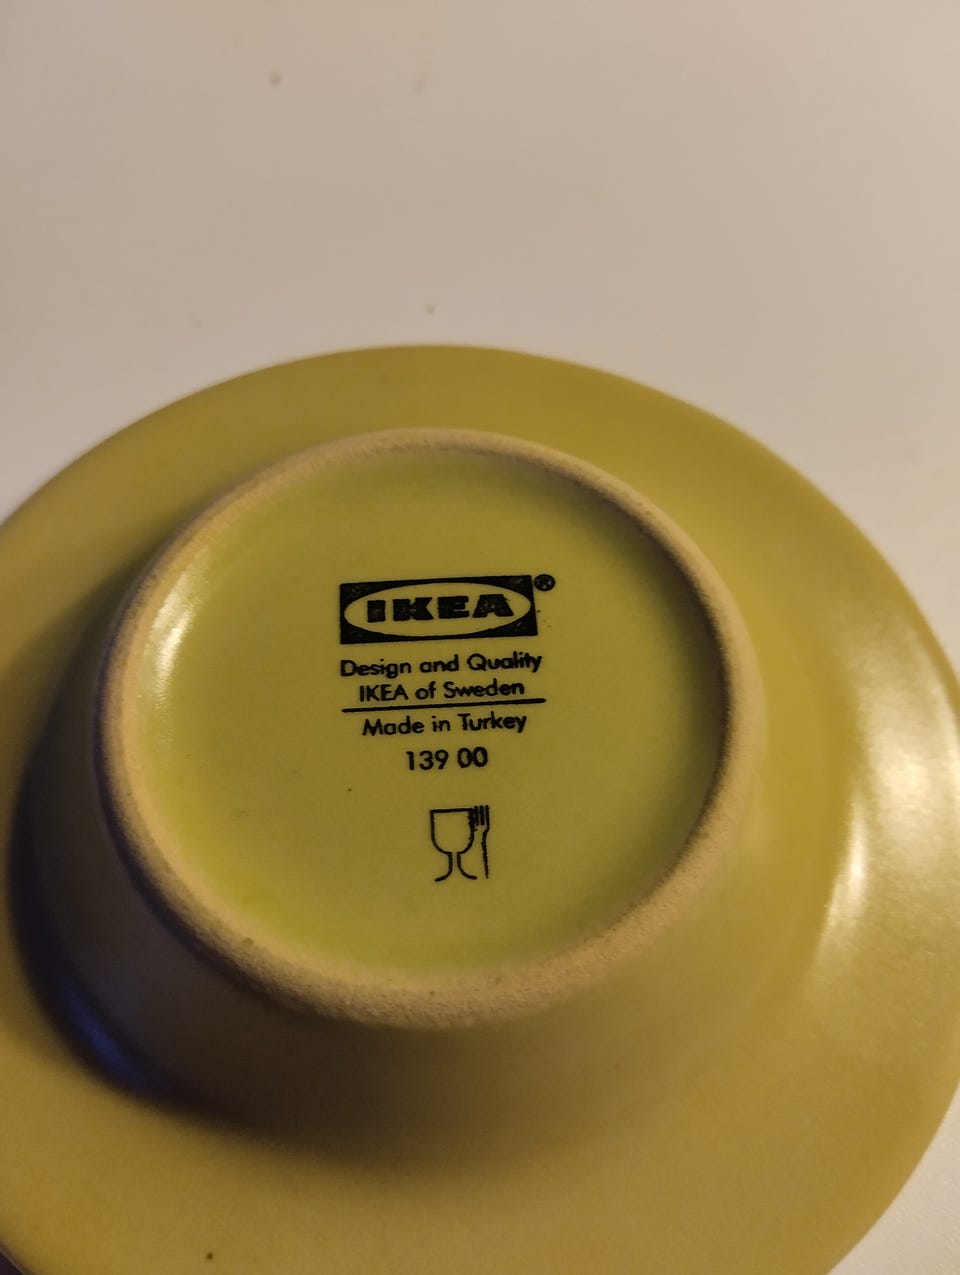 IKEA®
Design and Quality
IKEA of Sweden
Made in Turkey
139 00